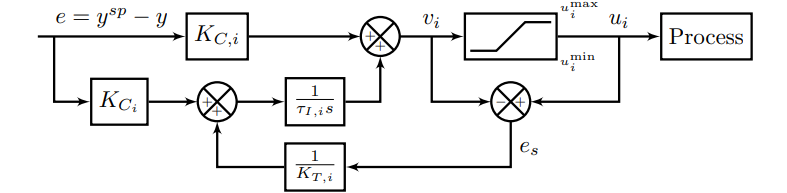 e = y^{sp} − y
K_{C,i}
+
+
v_i
u_i^{max}
u_i^{min}
u_i
Process
K_{C_i}
+
+
1
τ_{I,i}s
−
+
e_s
1
K_{T,i}